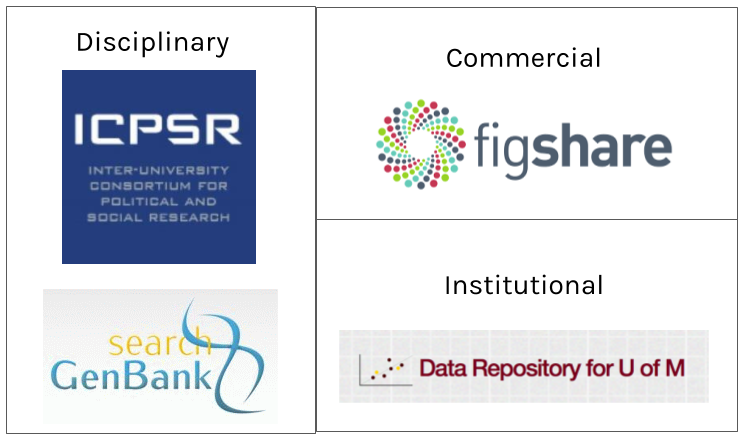 Disciplinary
ICPSR
INTER-UNIVERSITY
CONSORTIUM FOR
POLITICAL AND
SOCIAL RESEARCH
search
GenBank
Commercial
figshare
Institutional
Data Repository for U of M